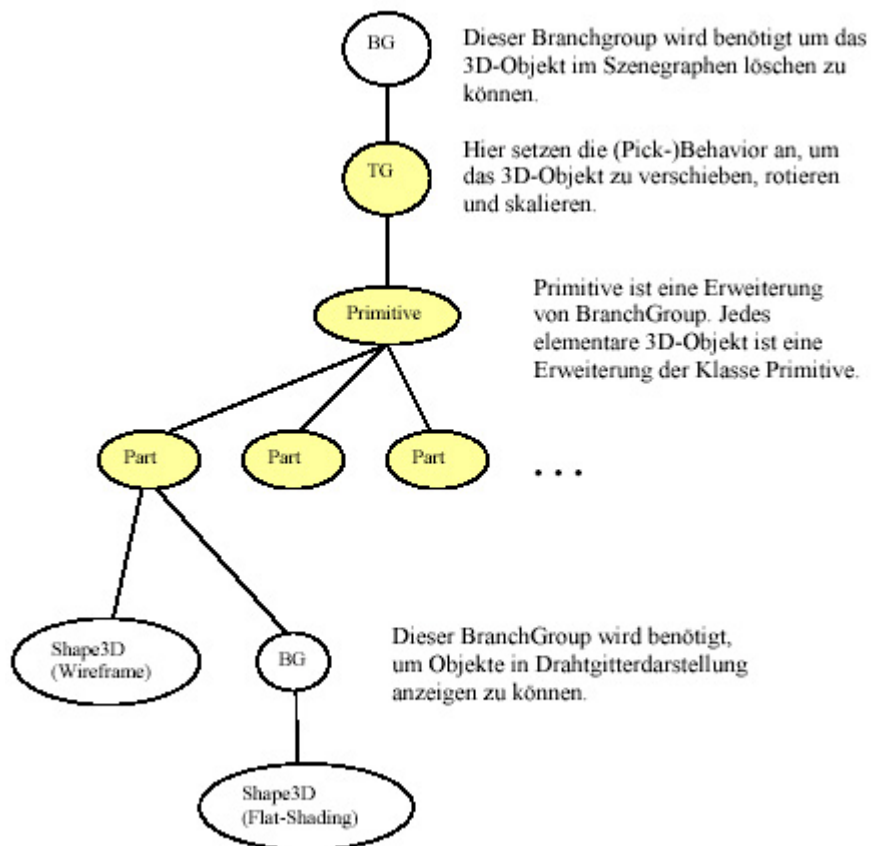 BG
Dieser Branchgroup wird benötigt um das
3D-Objekt im Szenegraphen löschen zu
können.
TG
Hier setzen die (Pick-)Behavior an, um
das 3D-Objekt zu verschieben, rotieren
und skalieren.
Primitive
Primitive ist eine Erweiterung
von BranchGroup. Jedes
elementare 3D-Objekt ist eine
Erweiterung der Klasse Primitive.
Part
Part
Part
. . .
Shape3D
(Wireframe)
BG
Dieser BranchGroup wird benötigt,
um Objekte in Drahtgitterdarstellung
anzeigen zu können.
Shape3D
(Flat-Shading)